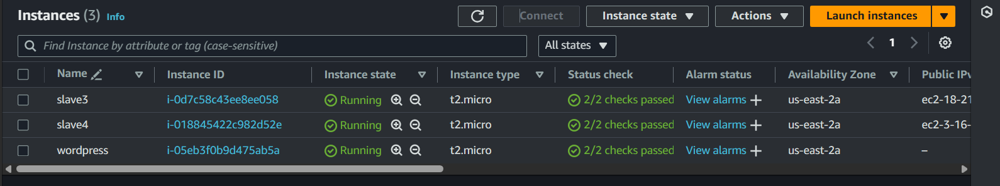 Instances (3) Info
Connect
Instance state
Actions
Launch instances
Find Instance by attribute or tag (case-sensitive)
All states
1
Name Instance ID Instance state Instance type Status check Alarm status Availability Zone Public IPv
slave3 i-0d7c58c43ee8ee058 Running t2.micro 2/2 checks passed View alarms + us-east-2a ec2-18-21
slave4 i-018845422c982d52e Running t2.micro 2/2 checks passed View alarms + us-east-2a ec2-3-16-
wordpress i-05eb3f0b9d475ab5a Running t2.micro 2/2 checks passed View alarms + us-east-2a –